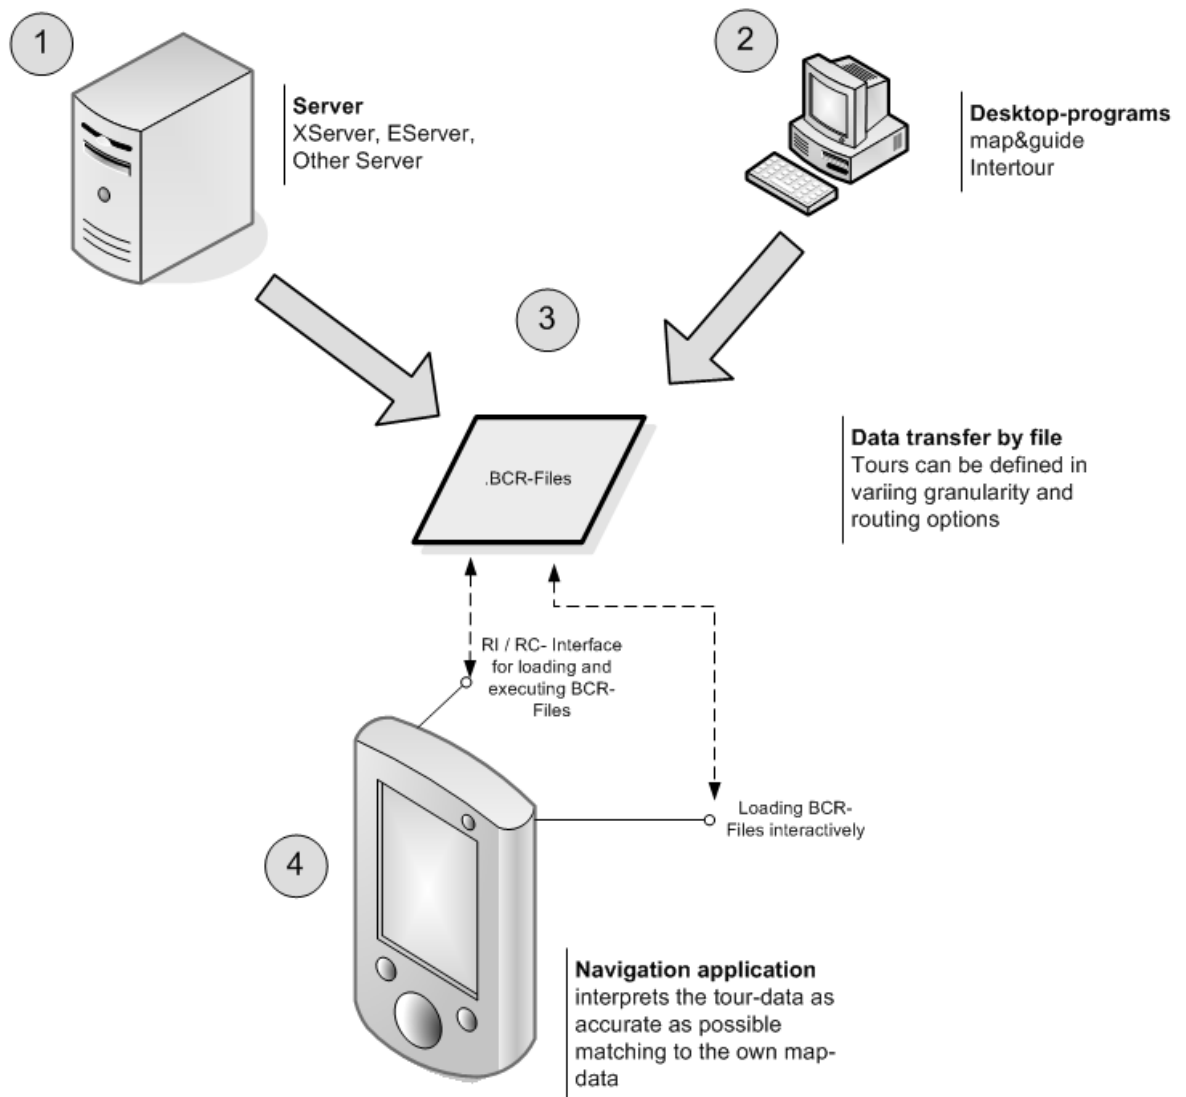 1
Server
XServer, EServer,
Other Server
2
Desktop-programs
map&guide
Intertour
3
.BCR-Files
Data transfer by file
Tours can be defined in
variing granularity and
routing options
RI / RC- Interface
for loading and
executing BCR-
Files
Loading BCR-
Files interactively
4
Navigation application
interprets the tour-data as
accurate as possible
matching to the own map-
data